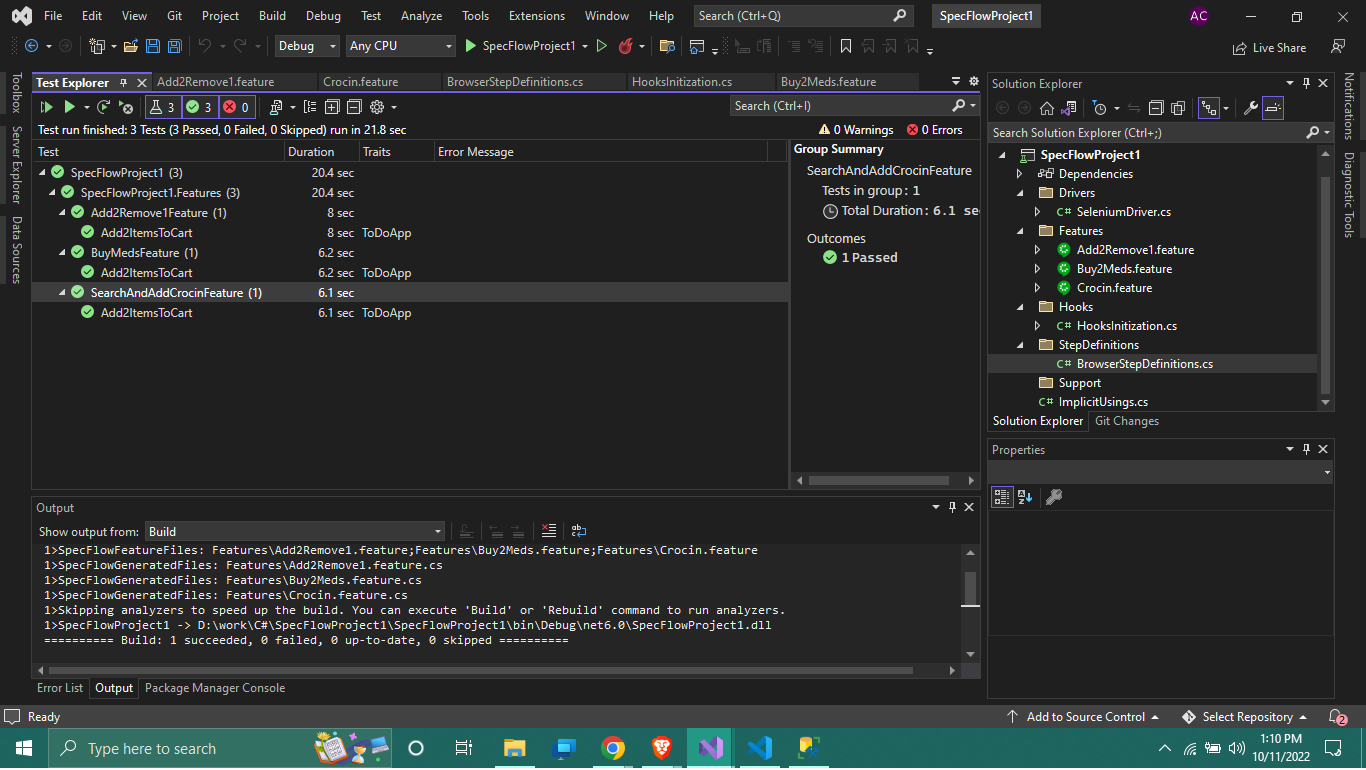 File Edit View Git Project Build Debug Test Analyze Tools Extensions Window Help Search (Ctrl+Q) SpecFlowProject1 AC
Debug Any CPU SpecFlowProject1 Live Share
Toolbox
Server Explorer
Data Sources
Test Explorer Add2Remove1.feature Crocin.feature BrowserStepDefinitions.cs HooksInitization.cs Buy2Meds.feature
3 3 0 Search (Ctrl+I)
Test run finished: 3 Tests (3 Passed, 0 Failed, 0 Skipped) run in 21.8 sec 0 Warnings 0 Errors
Test Duration Traits Error Message
SpecFlowProject1 (3) 20.4 sec
SpecFlowProject1.Features (3) 20.4 sec
Add2Remove1Feature (1) 8 sec
Add2ItemsToCart 8 sec ToDoApp
BuyMedsFeature (1) 6.2 sec
Add2ItemsToCart 6.2 sec ToDoApp
SearchAndAddCrocinFeature (1) 6.1 sec
Add2ItemsToCart 6.1 sec ToDoApp
Group Summary
SearchAndAddCrocinFeature
Tests in group: 1
Total Duration: 6.1 se
Outcomes
1 Passed
Solution Explorer
Search Solution Explorer (Ctrl+;)
SpecFlowProject1
Dependencies
Drivers
C# SeleniumDriver.cs
Features
Add2Remove1.feature
Buy2Meds.feature
Crocin.feature
Hooks
C# HooksInitization.cs
StepDefinitions
C# BrowserStepDefinitions.cs
Support
C# ImplicitUsings.cs
Solution Explorer Git Changes
Properties
Notifications
Diagnostic Tools
Output
Show output from: Build
1>SpecFlowFeatureFiles: Features\Add2Remove1.feature;Features\Buy2Meds.feature;Features\Crocin.feature
1>SpecFlowGeneratedFiles: Features\Add2Remove1.feature.cs
1>SpecFlowGeneratedFiles: Features\Buy2Meds.feature.cs
1>SpecFlowGeneratedFiles: Features\Crocin.feature.cs
1>Skipping analyzers to speed up the build. You can execute 'Build' or 'Rebuild' command to run analyzers.
1>SpecFlowProject1 -> D:\work\C#\SpecFlowProject1\SpecFlowProject1\bin\Debug\net6.0\SpecFlowProject1.dll
========== Build: 1 succeeded, 0 failed, 0 up-to-date, 0 skipped ==========
Error List Output Package Manager Console
Ready Add to Source Control Select Repository 2
Type here to search
1:10 PM
10/11/2022